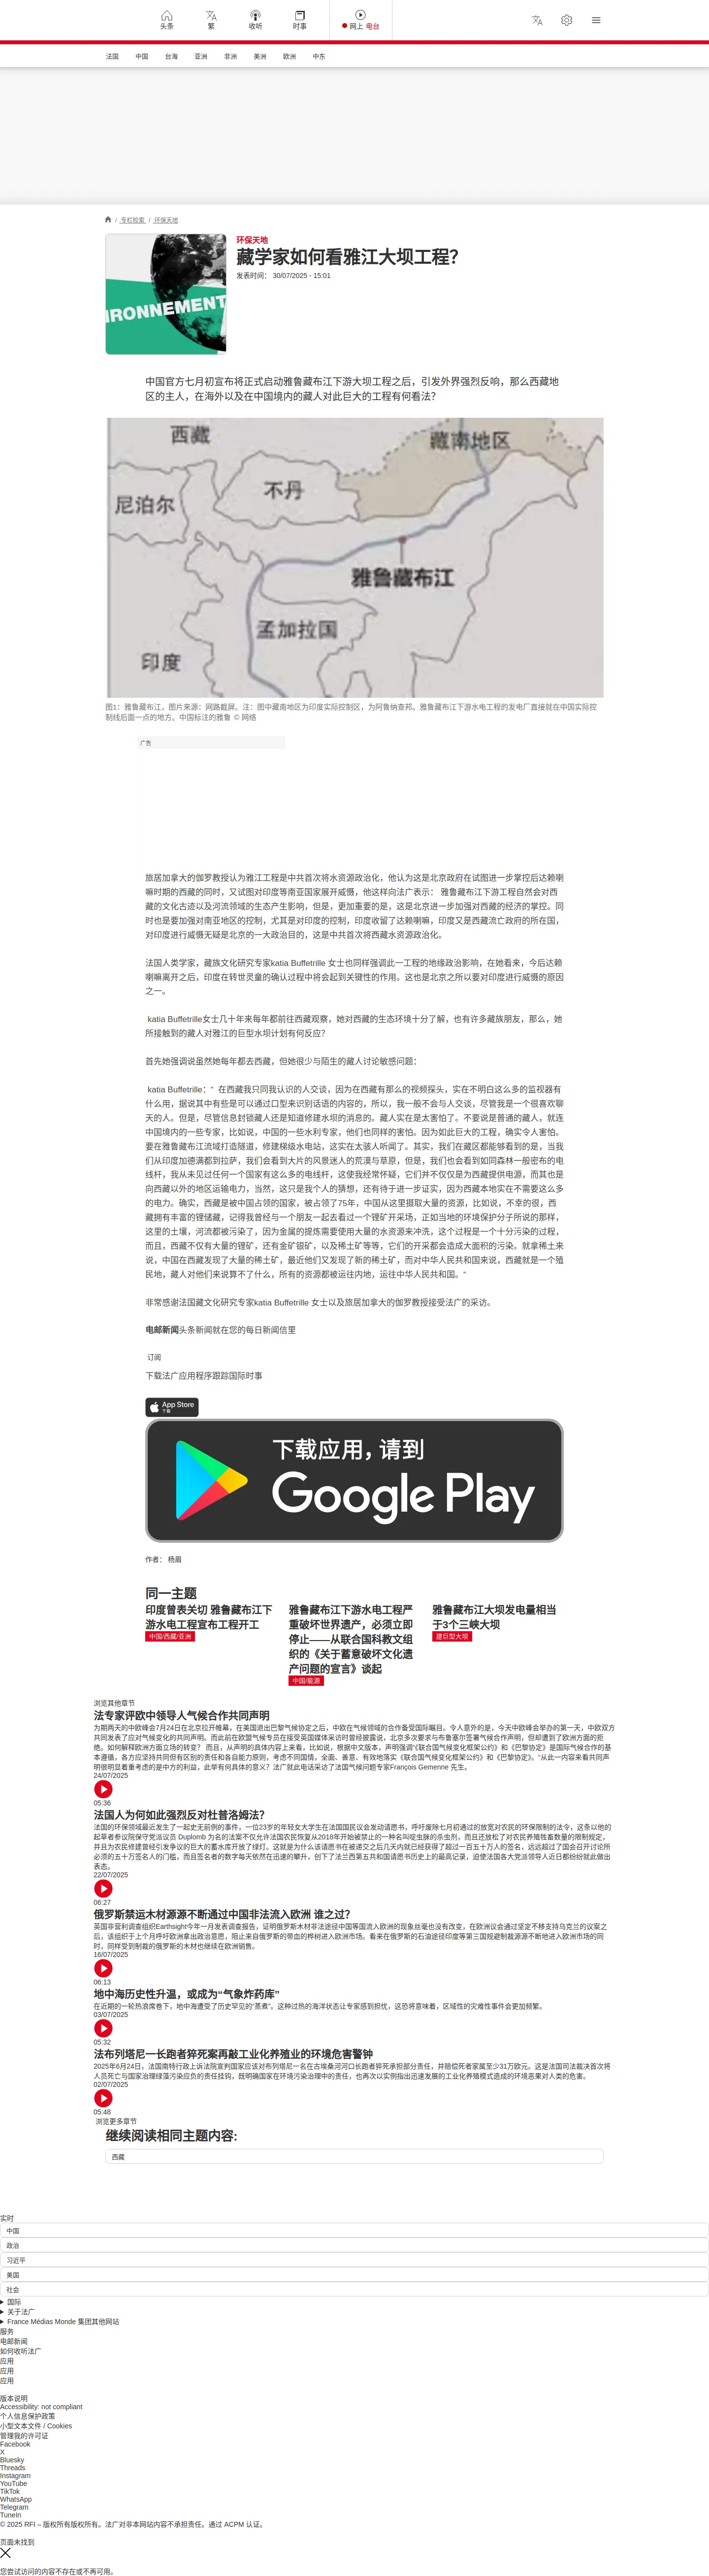 头条
繁
收听
时事
网上 电台
法国
中国
台海
亚洲
非洲
美洲
欧洲
中东
/ 专栏检索 / 环保天地
IRONNEMENT
环保天地
藏学家如何看雅江大坝工程？
发表时间： 30/07/2025 - 15:01
中国官方七月初宣布将正式启动雅鲁藏布江下游大坝工程之后，引发外界强烈反响，那么西藏地
区的主人，在海外以及在中国境内的藏人对此巨大的工程有何看法？
西藏
藏南地区
不丹
尼泊尔
雅鲁藏布江
孟加拉国
印度
图1：雅鲁藏布江，图片来源：网路截屏。注：图中藏南地区为印度实际控制区，为阿鲁纳查邦。雅鲁藏布江下游水电工程的发电厂直接就在中国实际控
制线后面一点的地方。中国标注的雅鲁 © 网络
广告
旅居加拿大的伽罗教授认为雅江工程是中共首次将水资源政治化，他认为这是北京政府在试图进一步掌控后达赖喇
嘛时期的西藏的同时，又试图对印度等南亚国家展开威慑，他这样向法广表示： 雅鲁藏布江下游工程自然会对西
藏的文化古迹以及河流领域的生态产生影响，但是，更加重要的是，这是北京进一步加强对西藏的经济的掌控。同
时也是要加强对南亚地区的控制，尤其是对印度的控制，印度收留了达赖喇嘛，印度又是西藏流亡政府的所在国，
对印度进行威慑无疑是北京的一大政治目的，这是中共首次将西藏水资源政治化。
法国人类学家，藏族文化研究专家katia Buffetrille 女士也同样强调此一工程的地缘政治影响，在她看来，今后达赖
喇嘛离开之后，印度在转世灵童的确认过程中将会起到关键性的作用。这也是北京之所以要对印度进行威慑的原因
之一。
katia Buffetrille女士几十年来每年都前往西藏观察，她对西藏的生态环境十分了解，也有许多藏族朋友，那么，她
所接触到的藏人对雅江的巨型水坝计划有何反应？
首先她强调说虽然她每年都去西藏，但她很少与陌生的藏人讨论敏感问题：
katia Buffetrille：“ 在西藏我只同我认识的人交谈，因为在西藏有那么的视频探头，实在不明白这么多的监视器有
什么用，据说其中有些是可以通过口型来识别话语的内容的，所以，我一般不会与人交谈，尽管我是一个很喜欢聊
天的人。但是，尽管信息封锁藏人还是知道修建水坝的消息的。藏人实在是太害怕了。不要说是普通的藏人，就连
中国境内的一些专家，比如说，中国的一些水利专家，他们也同样的害怕。因为如此巨大的工程，确实令人害怕。
要在雅鲁藏布江流域打造隧道，修建梯级水电站，这实在太骇人听闻了。其实，我们在藏区都能够看到的是，当我
们从印度加德满都到拉萨，我们会看到大片的风景迷人的荒漠与草原，但是，我们也会看到如同森林一般密布的电
线杆，我从未见过任何一个国家有这么多的电线杆，这使我经常怀疑，它们并不仅仅是为西藏提供电源，而其也是
向西藏以外的地区运输电力，当然，这只是我个人的猜想，还有待于进一步证实，因为西藏本地实在不需要这么多
的电力。确实，西藏是被中国占领的国家，被占领了75年，中国从这里摄取大量的资源，比如说，不幸的很，西
藏拥有丰富的锂储藏，记得我曾经与一个朋友一起去看过一个锂矿开采场，正如当地的环境保护分子所说的那样，
这里的土壤，河流都被污染了，因为金属的提炼需要使用大量的水资源来冲洗，这个过程是一个十分污染的过程，
而且，西藏不仅有大量的锂矿，还有金矿银矿，以及稀土矿等等，它们的开采都会造成大面积的污染。就拿稀土来
说，中国在西藏发现了大量的稀土矿，最近他们又发现了新的稀土矿，而对中华人民共和国来说，西藏就是一个殖
民地，藏人对他们来说算不了什么，所有的资源都被运往内地，运往中华人民共和国。“
非常感谢法国藏文化研究专家katia Buffetrille 女士以及旅居加拿大的伽罗教授接受法广的采访。
电邮新闻头条新闻就在您的每日新闻信里
订阅
下载法广应用程序跟踪国际时事
App Store
下载
下载应用，请到
Google Play
作者： 杨眉
同一主题
印度曾表关切 雅鲁藏布江下
游水电工程宣布工程开工
中国/西藏/亚洲
雅鲁藏布江下游水电工程严
重破坏世界遗产，必须立即
停止——从联合国科教文组
织的《关于蓄意破坏文化遗
产问题的宣言》谈起
中国/能源
雅鲁藏布江大坝发电量相当
于3个三峡大坝
建巨型大坝
浏览其他章节
法专家评欧中领导人气候合作共同声明
为期两天的中欧峰会7月24日在北京拉开帷幕，在美国退出巴黎气候协定之后，中欧在气候领域的合作备受国际瞩目。令人意外的是，今天中欧峰会举办的第一天，中欧双方
共同发表了应对气候变化的共同声明。而此前在欧盟气候专员在接受英国媒体采访时曾经披露说，北京多次要求与布鲁塞尔签署气候合作声明，但却遭到了欧洲方面的拒
绝。如何解释欧洲方面立场的转变？ 而且，从声明的具体内容上来看，比如说，根据中文版本，声明强调“《联合国气候变化框架公约》和《巴黎协定》是国际气候合作的基
本遵循，各方应坚持共同但有区别的责任和各自能力原则，考虑不同国情，全面、善意、有效地落实《联合国气候变化框架公约》和《巴黎协定》。“从此一内容来看共同声
明很明显着重考虑的是中方的利益，此举有何具体的意义？法广就此电话采访了法国气候问题专家François Gemenne 先生。
24/07/2025
05:36
法国人为何如此强烈反对杜普洛姆法？
法国的环保领域最近发生了一起史无前例的事件，一位23岁的年轻女大学生在法国国民议会发动请愿书，呼吁废除七月初通过的放宽对农民的环保限制的法令，这条以他的
起草者参议院保守党派议员 Duplomb 为名的法案不仅允许法国农民恢复从2018年开始被禁止的一种名叫啶虫脒的杀虫剂，而且还放松了对农民养殖牲畜数量的限制规定，
并且为农民修建曾经引发争议的巨大的蓄水库开放了绿灯。这就是为什么该请愿书在被递交之后几天内就已经获得了超过一百五十万人的签名，远远超过了国会召开讨论所
必须的五十万签名人的门槛，而且签名者的数字每天依然在迅速的攀升，创下了法兰西第五共和国请愿书历史上的最高记录，迫使法国各大党派领导人近日都纷纷就此做出
表态。
22/07/2025
06:27
俄罗斯禁运木材源源不断通过中国非法流入欧洲 谁之过？
英国非营利调查组织Earthsight今年一月发表调查报告，证明俄罗斯木材非法途径中国等国流入欧洲的现象丝毫也没有改变，在欧洲议会通过坚定不移支持乌克兰的议案之
后，该组织于上个月呼吁欧洲拿出政治意愿，阻止来自俄罗斯的带血的桦树进入欧洲市场。看来在俄罗斯的石油途径印度等第三国规避制裁源源不断地进入欧洲市场的同
时，同样受到制裁的俄罗斯的木材也继续在欧洲销售。
16/07/2025
06:13
地中海历史性升温，或成为“气象炸药库”
在近期的一轮热浪席卷下，地中海遭受了历史罕见的“蒸煮”。这种过热的海洋状态让专家感到担忧，这恐将意味着，区域性的灾难性事件会更加频繁。
03/07/2025
05:32
法布列塔尼一长跑者猝死案再敲工业化养殖业的环境危害警钟
2025年6月24日，法国南特行政上诉法院宣判国家应该对布列塔尼一名在古埃桑河河口长跑者猝死承担部分责任，并赔偿死者家属至少31万欧元。这是法国司法裁决首次将
人员死亡与国家治理绿藻污染应负的责任挂钩，既明确国家在环境污染治理中的责任，也再次以实例指出迅速发展的工业化养殖模式造成的环境恶果对人类的危害。
02/07/2025
05:48
浏览更多章节
继续阅读相同主题内容:
西藏
实时
中国
政治
习近平
美国
社会
国际
关于法广
France Médias Monde 集团其他网站
服务
电邮新闻
如何收听法广
应用
应用
应用
版本说明
Accessibility: not compliant
个人信息保护政策
小型文本文件 / Cookies
管理我的许可证
Facebook
X
Bluesky
Threads
Instagram
YouTube
TikTok
WhatsApp
Telegram
TuneIn
© 2025 RFI – 版权所有版权所有。法广对非本网站内容不承担责任。通过 ACPM 认证。
页面未找到
您尝试访问的内容不存在或不再可用。